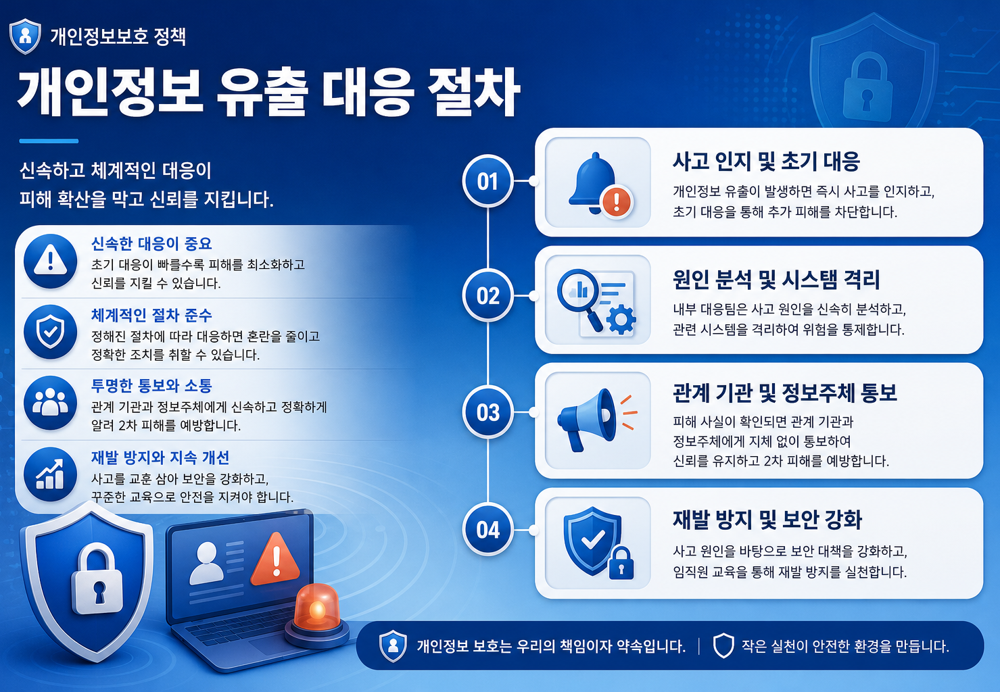 개인정보보호 정책
개인정보 유출 대응 절차
신속하고 체계적인 대응이
피해 확산을 막고 신뢰를 지킵니다.
신속한 대응이 중요
초기 대응이 빠를수록 피해를 최소화하고
신뢰를 지킬 수 있습니다.
체계적인 절차 준수
정해진 절차에 따라 대응하면 혼란을 줄이고
정확한 조치를 취할 수 있습니다.
투명한 통보와 소통
관계 기관과 정보주체에게 신속하고 정확하게
알려 2차 피해를 예방합니다.
재발 방지와 지속 개선
사고를 교훈 삼아 보안을 강화하고,
꾸준한 교육으로 안전을 지켜야 합니다.
01
사고 인지 및 초기 대응
개인정보 유출이 발생하면 즉시 사고를 인지하고,
초기 대응을 통해 추가 피해를 차단합니다.
02
원인 분석 및 시스탬 격리
내부 대응팀은 사고 원인을 신속히 분석하고,
관련 시스템을 격리하여 위험을 통제합니다.
03
관계 기관 및 정보주체 통보
피해 사실이 확인되면 관계 기관과
정보주체에게 지체 없이 통보하여
신뢰를 유지하고 2차 피해를 예방합니다.
04
재발 방지 및 보안 강화
사고 원인을 바탕으로 보안 대책을 강화하고,
임직원 교육을 통해 재발 방지를 실천합니다.
개인정보 보호는 우리의 책임이자 약속입니다.
작은 실천이 안전한 환경을 만듭니다.